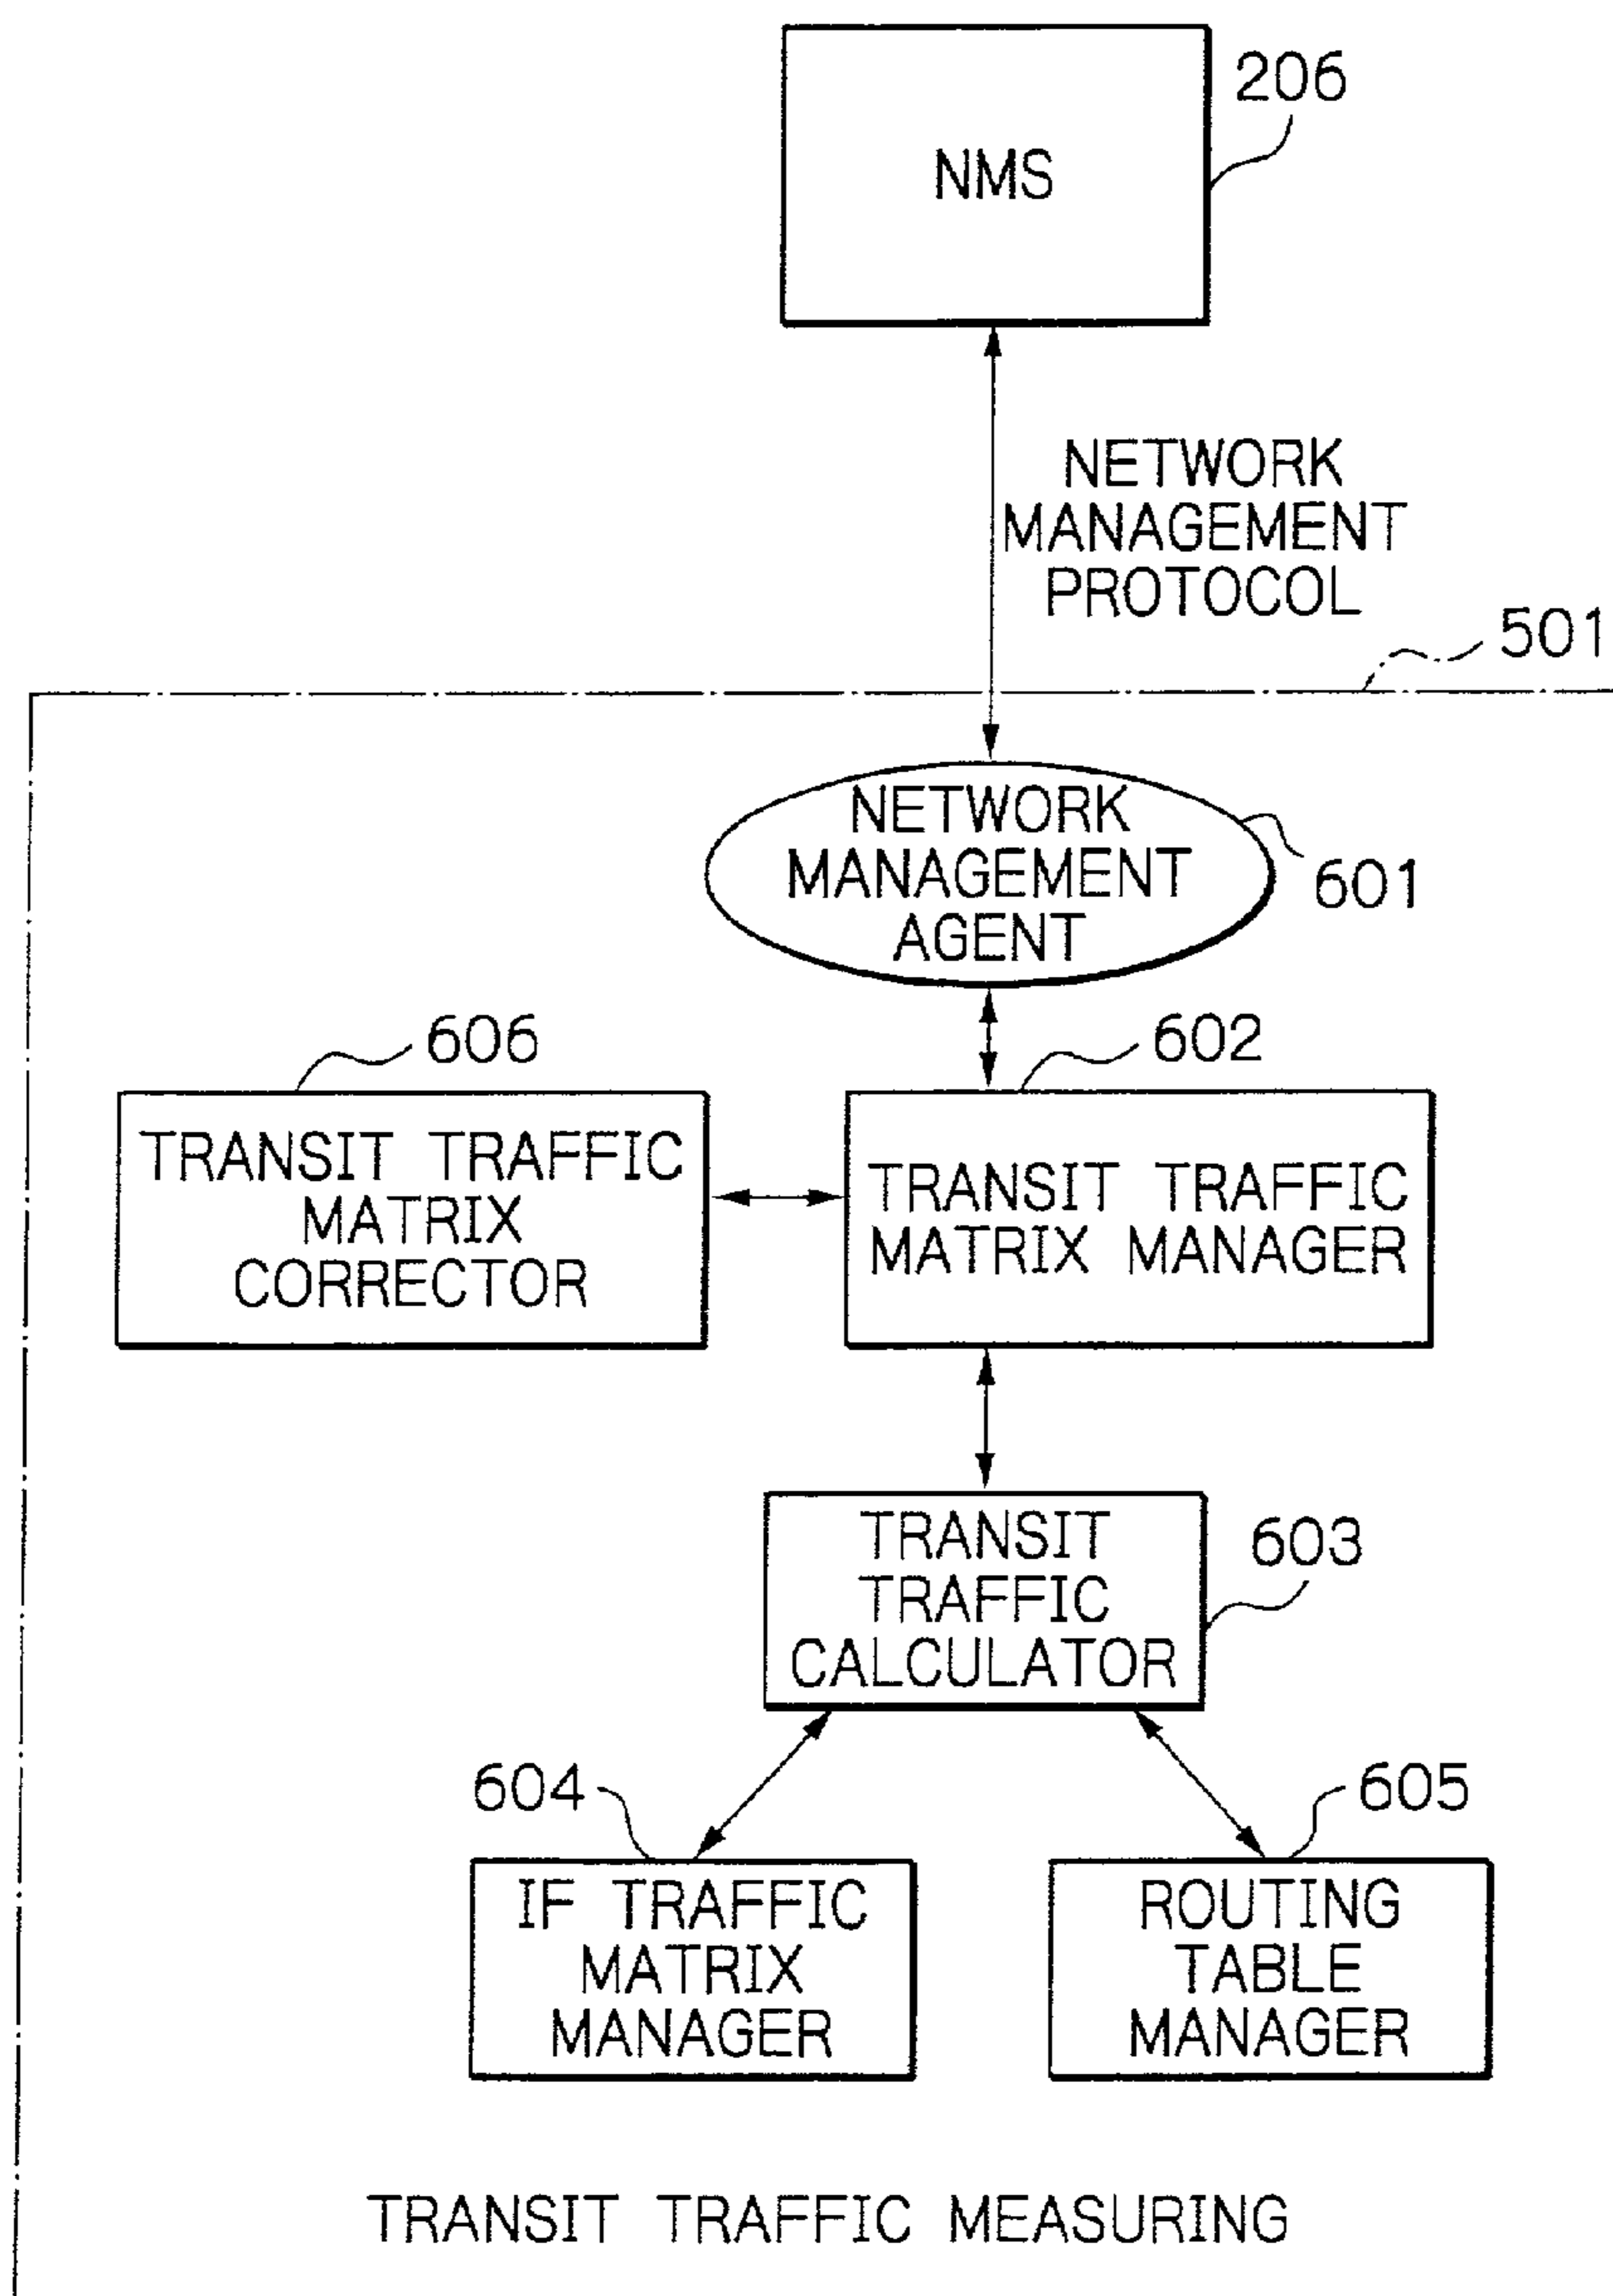 206
NMS
NETWORK
MANAGEMENT
PROTOCOL
501
NETWORK
MANAGEMENT
AGENT
601
606
602
TRANSIT TRAFFIC
MATRIX
CORRECTOR
TRANSIT TRAFFIC
MATRIX MANAGER
TRANSIT
TRAFFIC
CALCULATOR
603
604
605
IF TRAFFIC
MATRIX
MANAGER
ROUTING
TABLE
MANAGER
TRANSIT TRAFFIC MEASURING